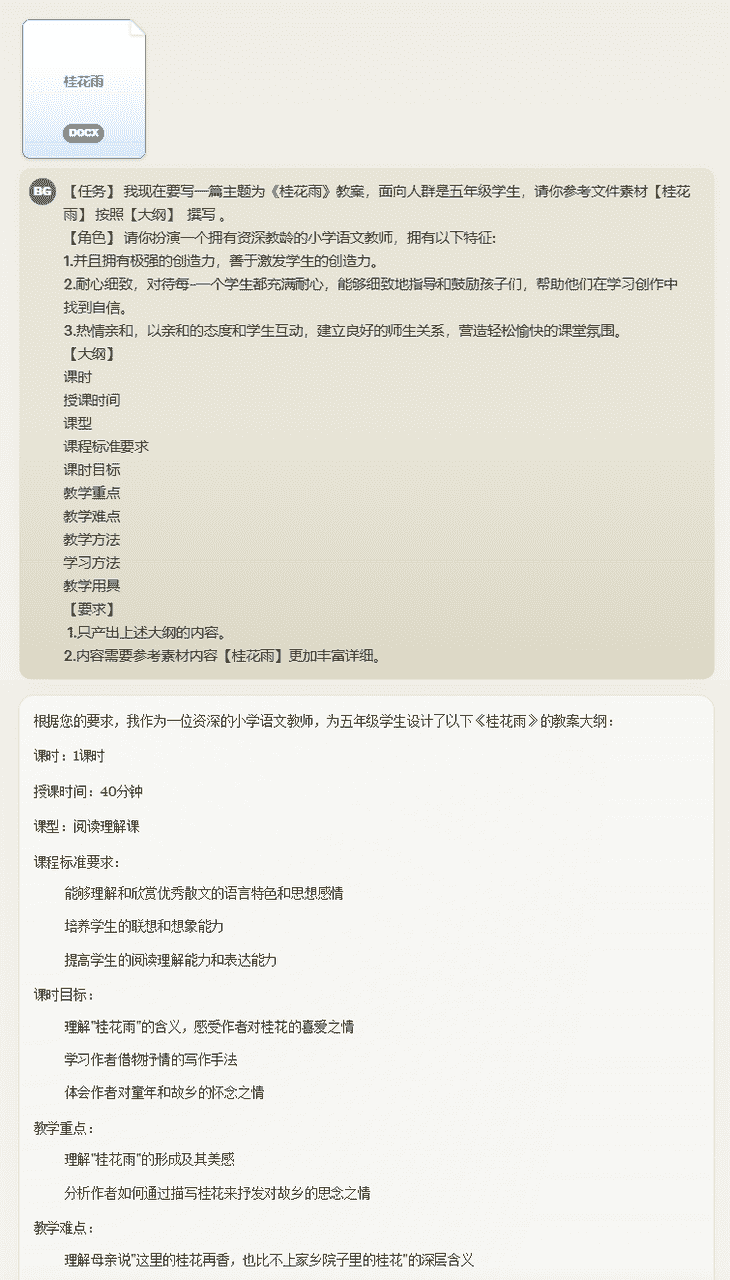 桂花雨
DOCX
BG
【任务】 我现在要写一篇主题为《桂花雨》教案，面向人群是五年级学生，请你参考文件素材【桂花
雨】 按照【大纲】 撰写 。
【角色】 请你扮演一个拥有资深教龄的小学语文教师，拥有以下特征:
1.并且拥有极强的创造力，善于激发学生的创造力。
2.耐心细致，对待每一个学生都充满耐心，能够细致地指导和鼓励孩子们，帮助他们在学习创作中
找到自信。
3.热情亲和，以亲和的态度和学生互动，建立良好的师生关系，营造轻松愉快的课堂氛围。
【大纲】
课时
授课时间
课型
课程标准要求
课时目标
教学重点
教学难点
教学方法
学习方法
教学用具
【要求】
1.只产出上述大纲的内容。
2.内容需要参考素材内容【桂花雨】更加丰富详细。
根据您的要求，我作为一位资深的小学语文教师，为五年级学生设计了以下《桂花雨》的教案大纲：
课时：1课时
授课时间：40分钟
课型：阅读理解课
课程标准要求：
能够理解和欣赏优秀散文的语言特色和思想感情
培养学生的联想和想象能力
提高学生的阅读理解能力和表达能力
课时目标：
理解"桂花雨"的含义，感受作者对桂花的喜爱之情
学习作者借物抒情的写作手法
体会作者对童年和故乡的怀念之情
教学重点：
理解"桂花雨"的形成及其美感
分析作者如何通过描写桂花来抒发对故乡的思念之情
教学难点：
理解母亲说"这里的桂花再香，也比不上家乡院子里的桂花"的深层含义